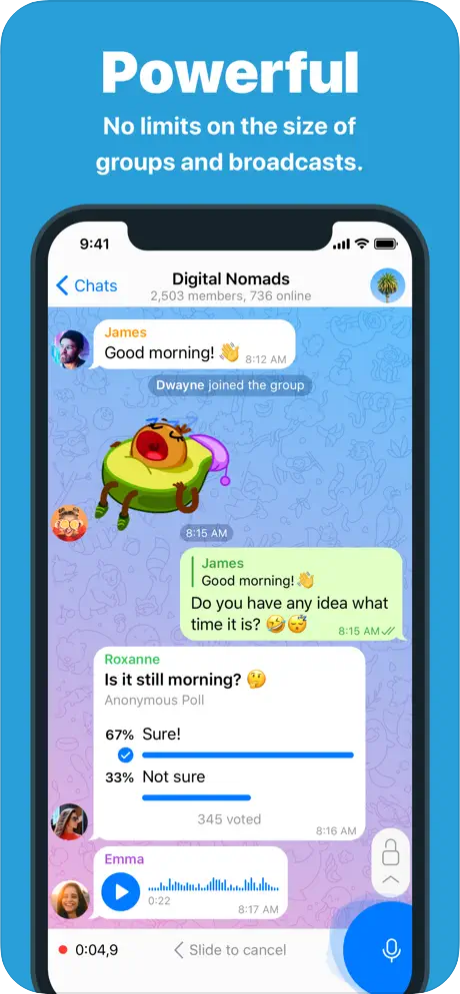 Powerful
No limits on the size of
groups and broadcasts.
9:41
Chats
Digital Nomads
2,503 members, 736 online
James
Good morning! 👋
8:12 AM
Dwayne joined the group
8:15 AM
James
Good morning! 👋
Do you have any idea what
time it is? 🤣😴
8:15 AM
Roxanne
Is it still morning? 🤔
Anonymous Poll
67% Sure!
33% Not sure
345 voted
8:16 AM
Emma
0:22
8:17 AM
0:04,9
Slide to cancel